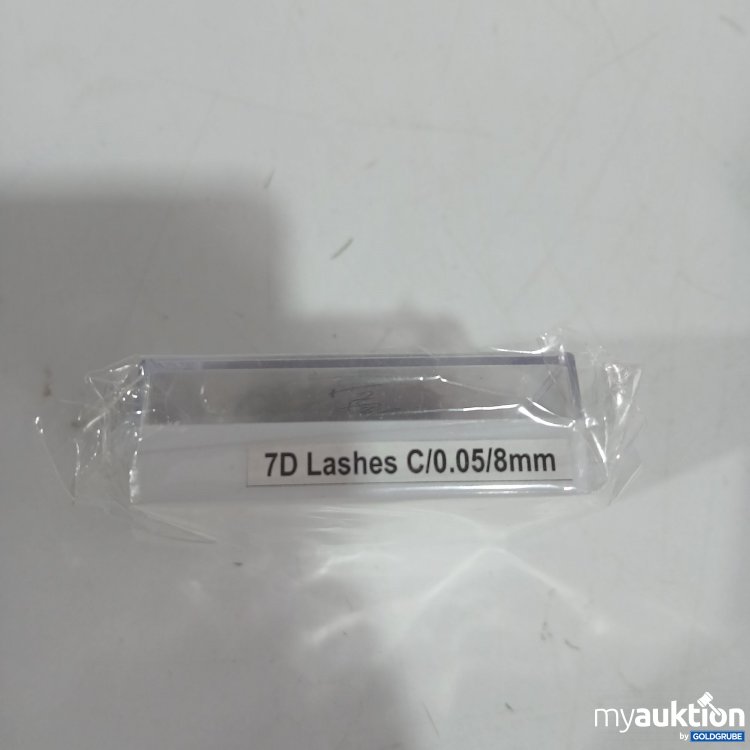 7D Lashes C/0.05/8mm
myauktion
by GOLDGRUBE